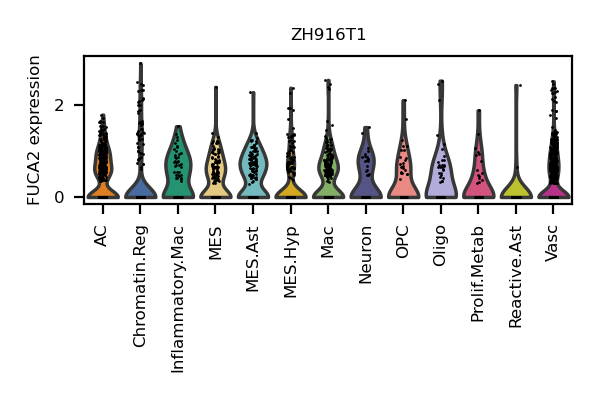 ZH916T1
FUCA2 expression
2
0
AC
Chromatin.Reg
Inflammatory.Mac
MES
MES.Ast
MES.Hyp
Mac
Neuron
OPC
Oligo
Prolif.Metab
Reactive.Ast
Vasc